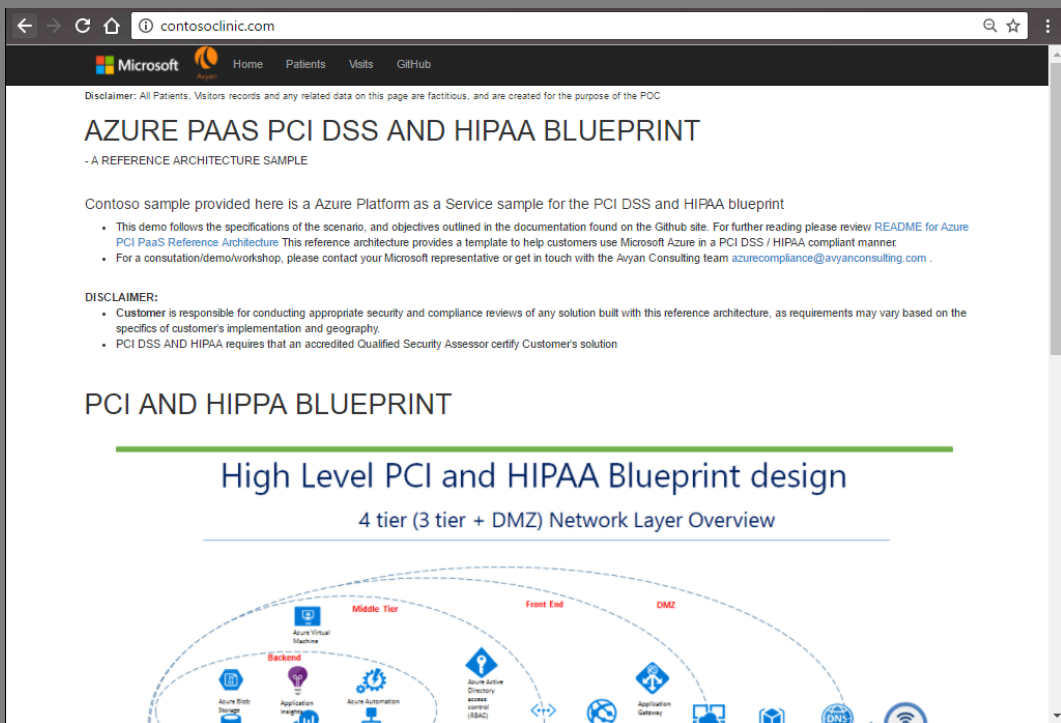 contosoclinic.com
Microsoft
Avyan
Home Patients Visits GitHub
Disclaimer: All Patients, Visitors records and any related data on this page are factitious, and are created for the purpose of the POC
AZURE PAAS PCI DSS AND HIPAA BLUEPRINT
- A REFERENCE ARCHITECTURE SAMPLE
Contoso sample provided here is a Azure Platform as a Service sample for the PCI DSS and HIPAA blueprint
• This demo follows the specifications of the scenario, and objectives outlined in the documentation found on the Github site. For further reading please review README for Azure
PCI PaaS Reference Architecture This reference architecture provides a template to help customers use Microsoft Azure in a PCI DSS / HIPAA compliant manner.
• For a consutation/demo/workshop, please contact your Microsoft representative or get in touch with the Avyan Consulting team azurecompliance@avyanconsulting.com .
DISCLAIMER:
• Customer is responsible for conducting appropriate security and compliance reviews of any solution built with this reference architecture, as requirements may vary based on the
specifics of customer's implementation and geography.
• PCI DSS AND HIPAA requires that an accredited Qualified Security Assessor certify Customer's solution
PCI AND HIPPA BLUEPRINT
High Level PCI and HIPAA Blueprint design
4 tier (3 tier + DMZ) Network Layer Overview
Middle Tier
Front End
DMZ
Azure Virtual
Machine
Backend
Azure Blob
Storage
Application
Insights
Azure Automation
Azure Active
Directory
access
control
(RBAC)
Application
Gateway
DNS